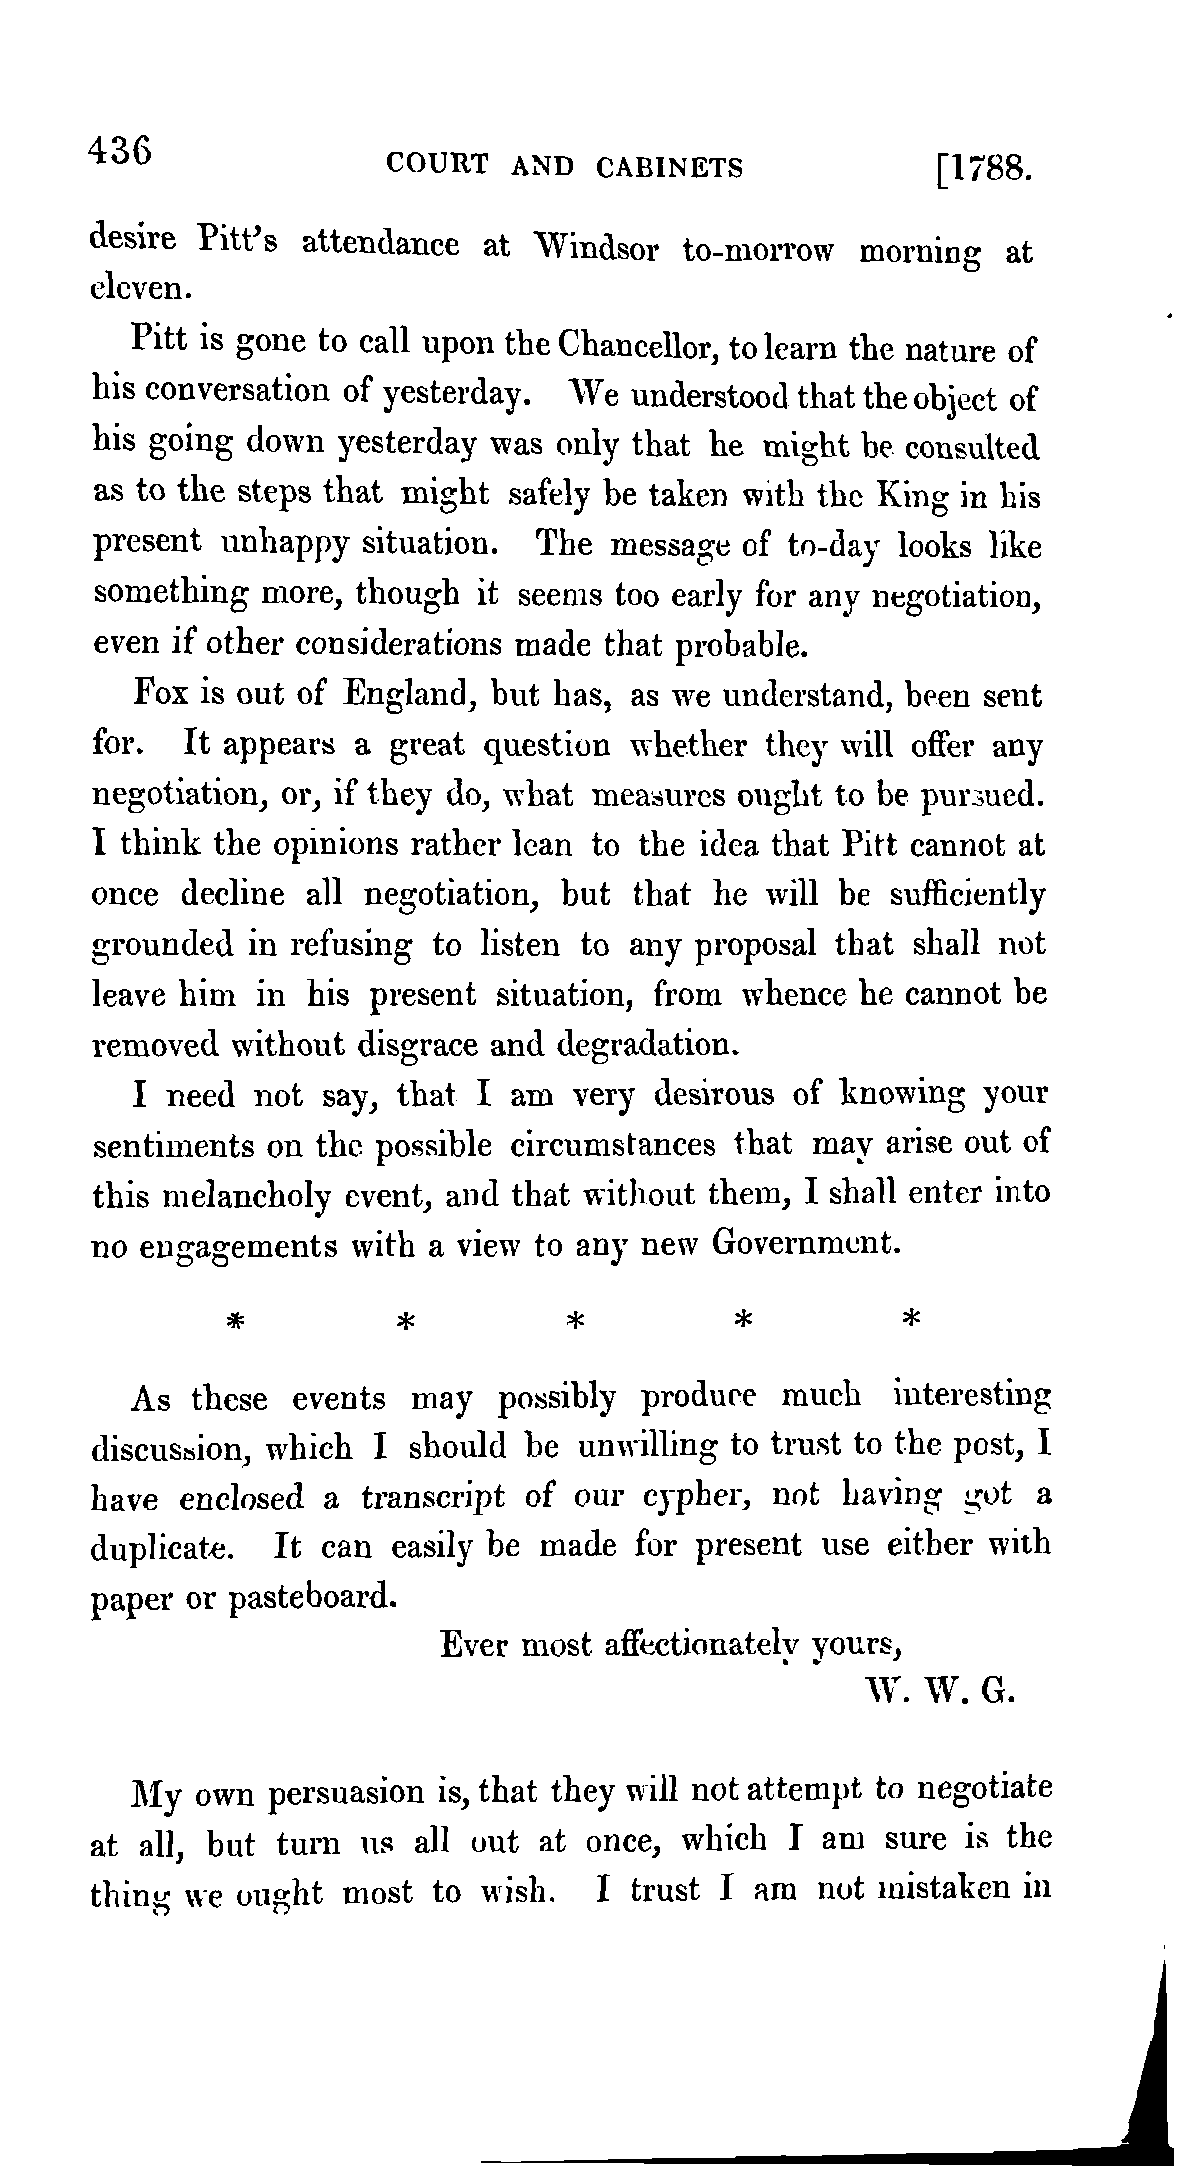 436
COURT AND CABINETS [1788.
desire Pitt's attendance at Windsor to-morrow morning at
eleven.
Pitt is gone to call upon the Chancellor, to learn the nature of
his conversation of yesterday. We understood that the object of
his going down yesterday was only that he might be consulted
as to the steps that might safely be taken with the King in his
present unhappy situation. The message of to-day looks like
something more, though it seems too early for any negotiation,
even if other considerations made that probable.
Fox is out of England, but has, as we understand, been sent
for. It appears a great question whether they will offer any
negotiation, or, if they do, what measures ought to be pursued.
I think the opinions rather lean to the idea that Pitt cannot at
once decline all negotiation, but that he will be sufficiently
grounded in refusing to listen to any proposal that shall not
leave him in his present situation, from whence he cannot be
removed without disgrace and degradation.
I need not say, that I am very desirous of knowing your
sentiments on the possible circumstances that may arise out of
this melancholy event, and that without them, I shall enter into
no engagements with a view to any new Government.
* * * * *
As these events may possibly produce much interesting
discussion, which I should be unwilling to trust to the post, I
have enclosed a transcript of our cypher, not having got a
duplicate. It can easily be made for present use either with
paper or pasteboard.
Ever most affectionately yours,
W. W. G.
My own persuasion is, that they will not attempt to negotiate
at all, but turn us all out at once, which I am sure is the
thing we ought most to wish. I trust I am not mistaken in